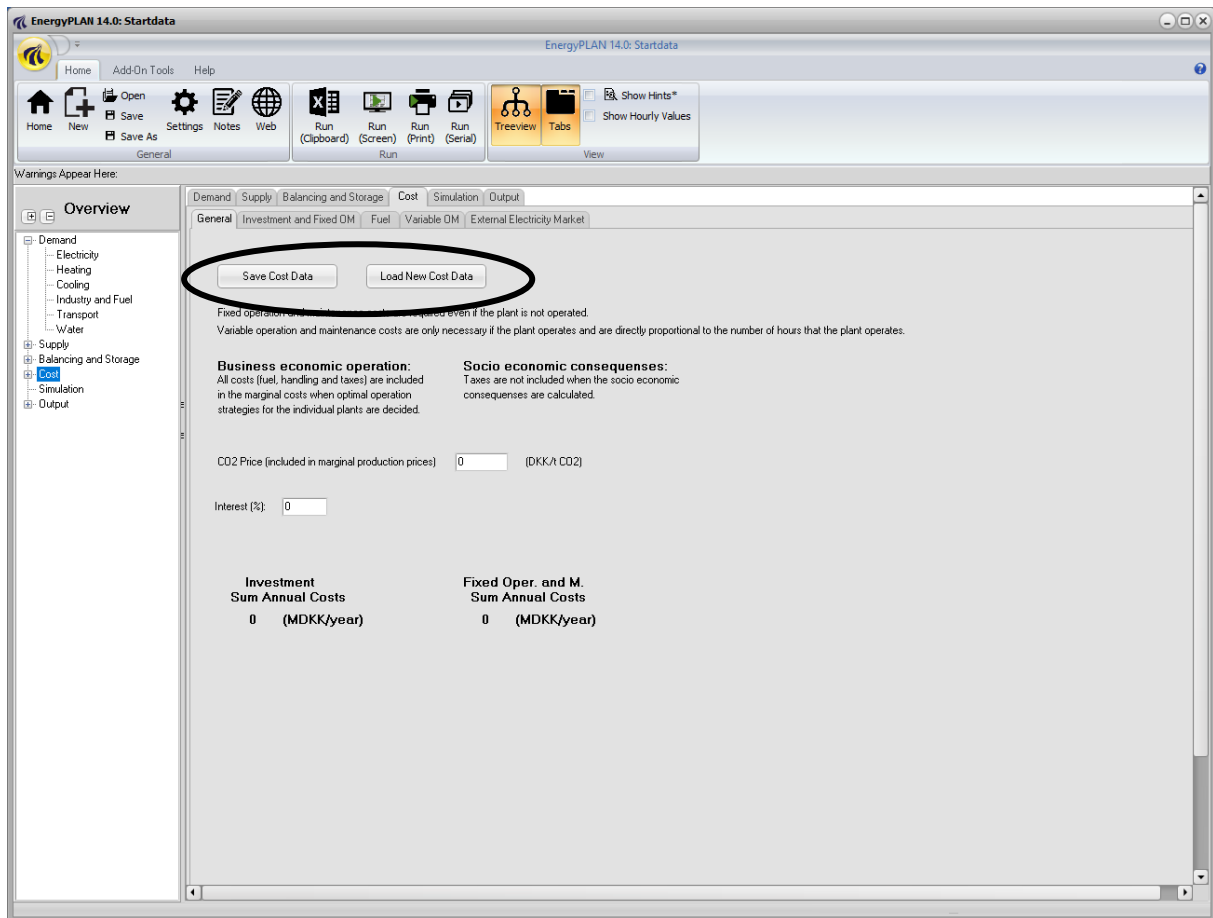 EnergyPLAN 14.0: Startdata
EnergyPLAN 14.0: Startdata
Home Add-On Tools Help
Home New Open Save Save As Settings Notes Web
General
Run (Clipboard) Run (Screen) Run (Print) Run (Serial)
Run
Treeview Tabs Show Hints* Show Hourly Values
View
Warnings Appear Here:
Overview
Demand
Electricity
Heating
Cooling
Industry and Fuel
Transport
Water
Supply
Balancing and Storage
Cost
Simulation
Output
Demand Supply Balancing and Storage Cost Simulation Output
General Investment and Fixed OM Fuel Variable OM External Electricity Market
Save Cost Data Load New Cost Data
Fixed operation and maintenance costs are required even if the plant is not operated.
Variable operation and maintenance costs are only necessary if the plant operates and are directly proportional to the number of hours that the plant operates.
Business economic operation:
All costs (fuel, handling and taxes) are included
in the marginal costs when optimal operation
strategies for the individual plants are decided.
Socio economic consequenses:
Taxes are not included when the socio economic
consequenses are calculated.
CO2 Price (included in marginal production prices) 0 (DKK/t CO2)
Interest (%): 0
Investment
Sum Annual Costs
0 (MDKK/year)
Fixed Oper. and M.
Sum Annual Costs
0 (MDKK/year)